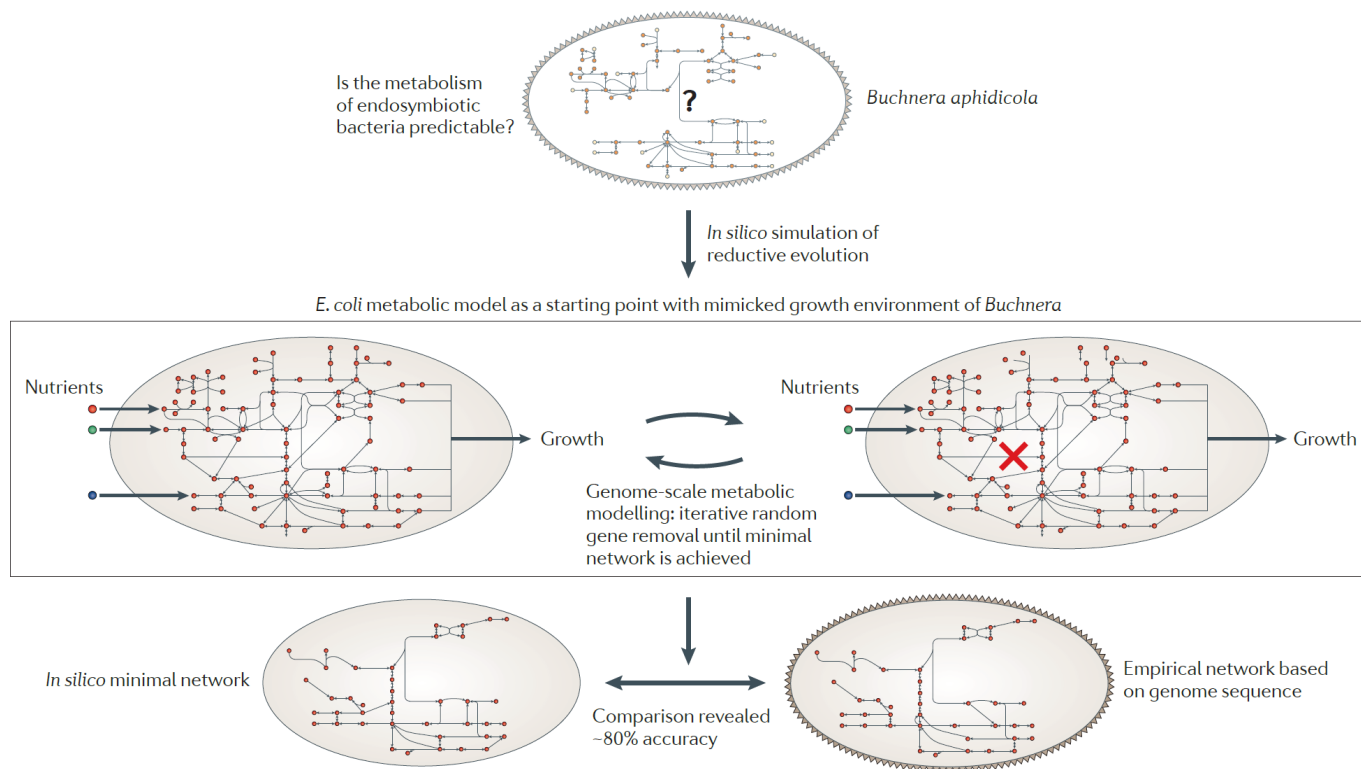 Is the metabolism
of endosymbiotic
bacteria predictable?
?
Buchnera aphidicola
In silico simulation of
reductive evolution
E. coli metabolic model as a starting point with mimicked growth environment of Buchnera
Nutrients
Growth
Genome-scale metabolic
modelling: iterative random
gene removal until minimal
network is achieved
Nutrients
Growth
In silico minimal network
Comparison revealed
~80% accuracy
Empirical network based
on genome sequence